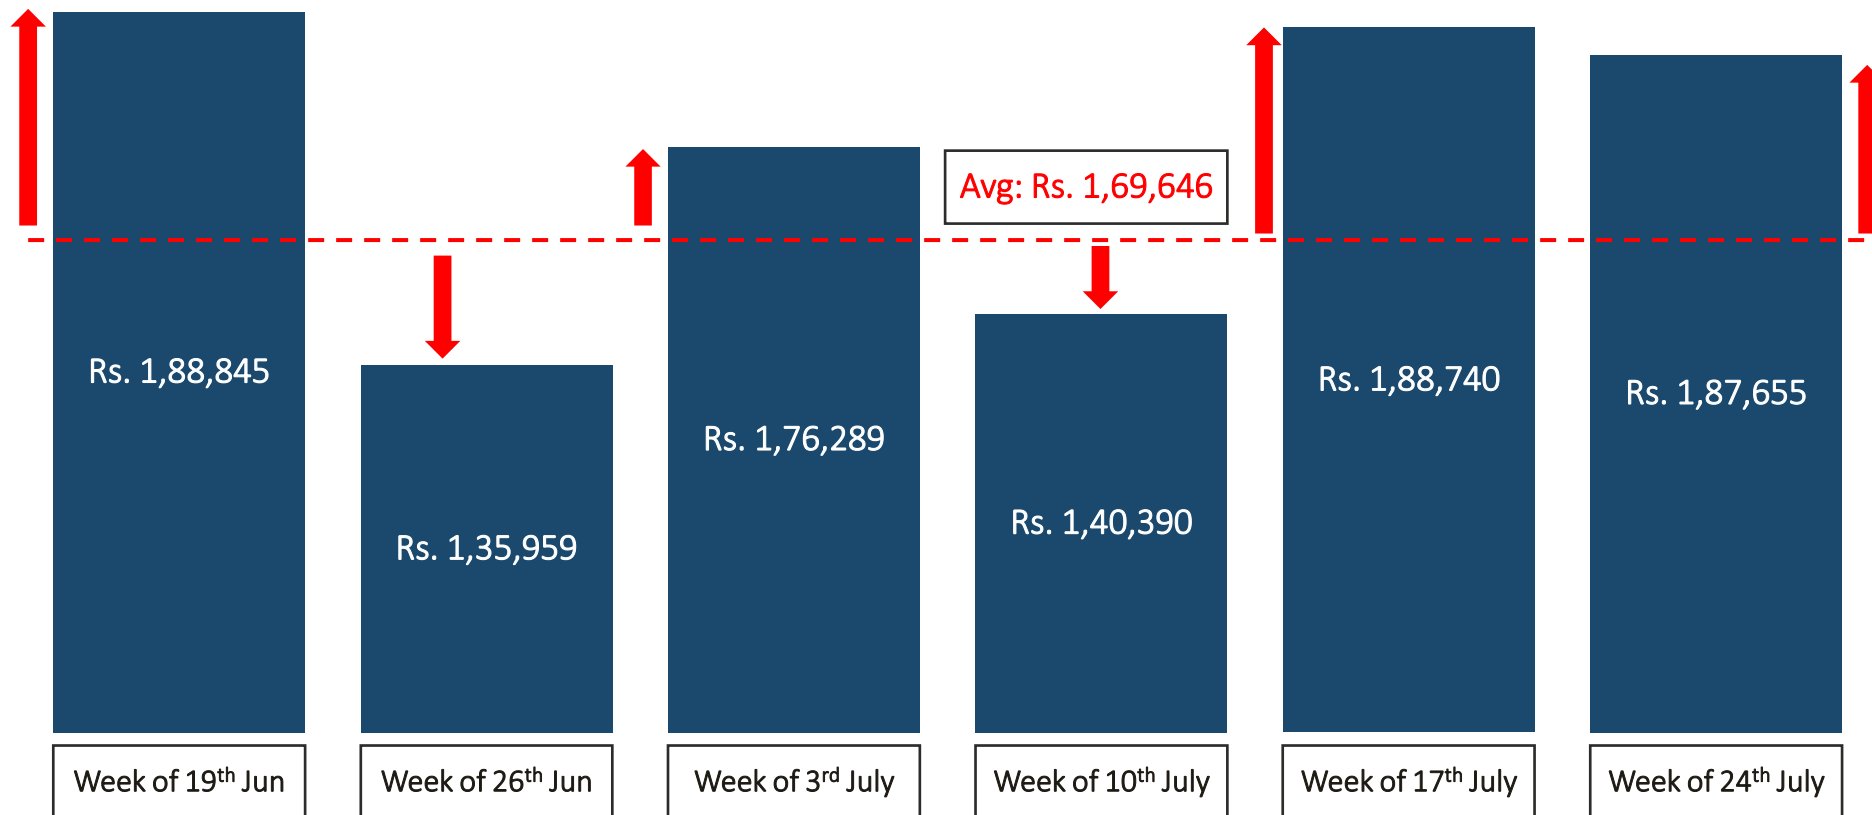 Avg: Rs. 1,69,646
Rs. 1,88,845
Rs. 1,35,959
Rs. 1,76,289
Rs. 1,40,390
Rs. 1,88,740
Rs. 1,87,655
Week of 19th Jun
Week of 26th Jun
Week of 3rd July
Week of 10th July
Week of 17th July
Week of 24th July